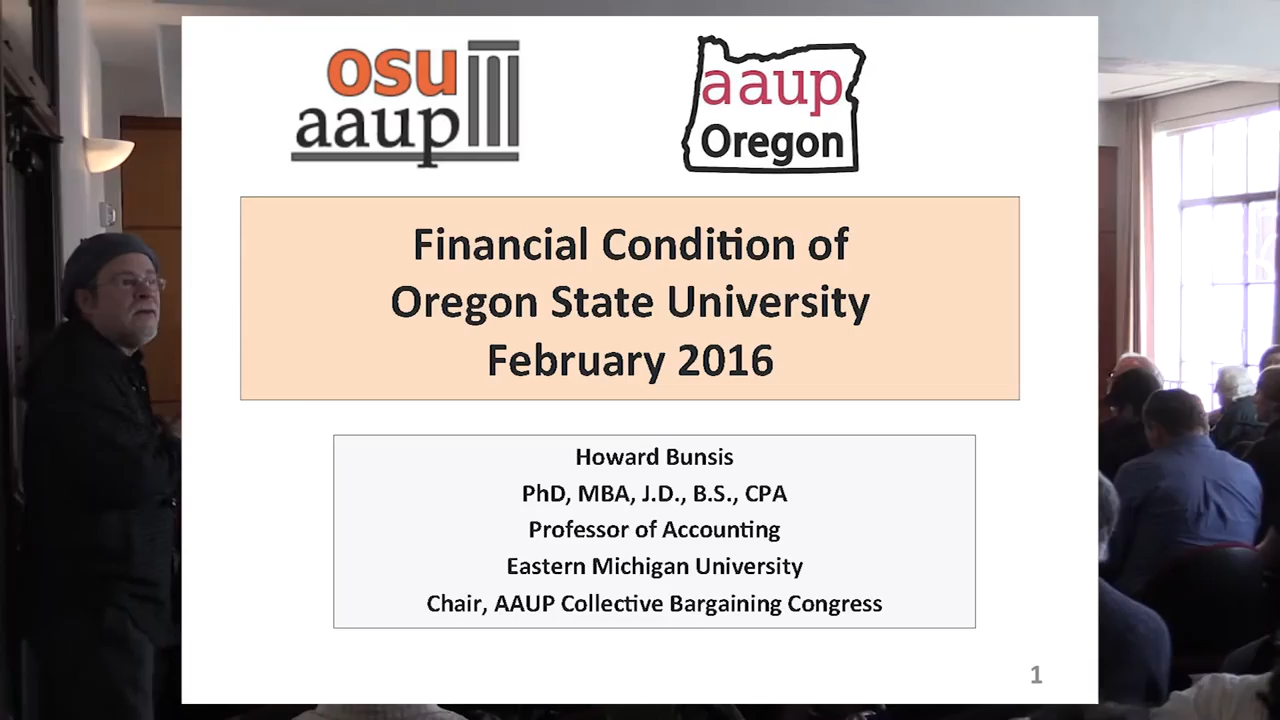 osu
aaup
aaup
Oregon
Financial Condition of
Oregon State University
February 2016
Howard Bunsis
PhD, MBA, J.D., B.S., CPA
Professor of Accounting
Eastern Michigan University
Chair, AAUP Collective Bargaining Congress
1